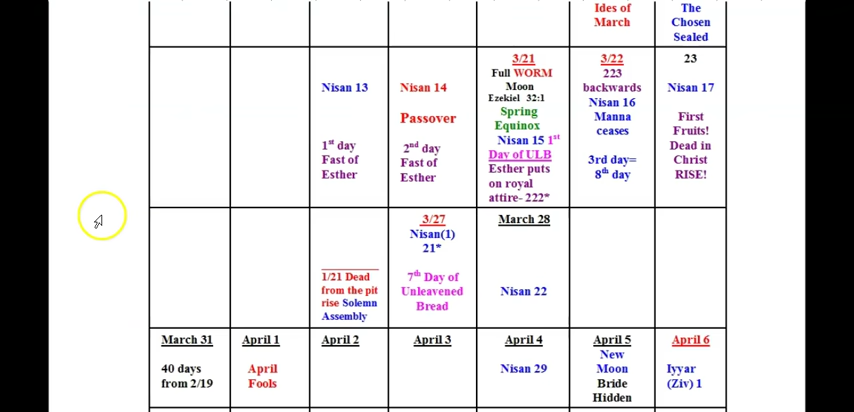 Ides of
March
The
Chosen
Sealed
Nisan 13
1st day
Fast of
Esther
Nisan 14
Passover
2nd day
Fast of
Esther
3/21
Full WORM
Moon
Ezekiel 32:1
Spring
Equinox
Nisan 15 1st
Day of ULB
Esther puts
on royal
attire- 222*
3/22
223
backwards
Nisan 16
Manna
ceases
3rd day=
8th day
23
Nisan 17
First
Fruits!
Dead in
Christ
RISE!
1/21 Dead
from the pit
rise Solemn
Assembly
3/27
Nisan(1)
21*
7th Day of
Unleavened
Bread
March 28
Nisan 22
March 31
40 days
from 2/19
April 1
April
Fools
April 2
April 3
April 4
Nisan 29
April 5
New
Moon
Bride
Hidden
April 6
Iyyar
(Ziv) 1